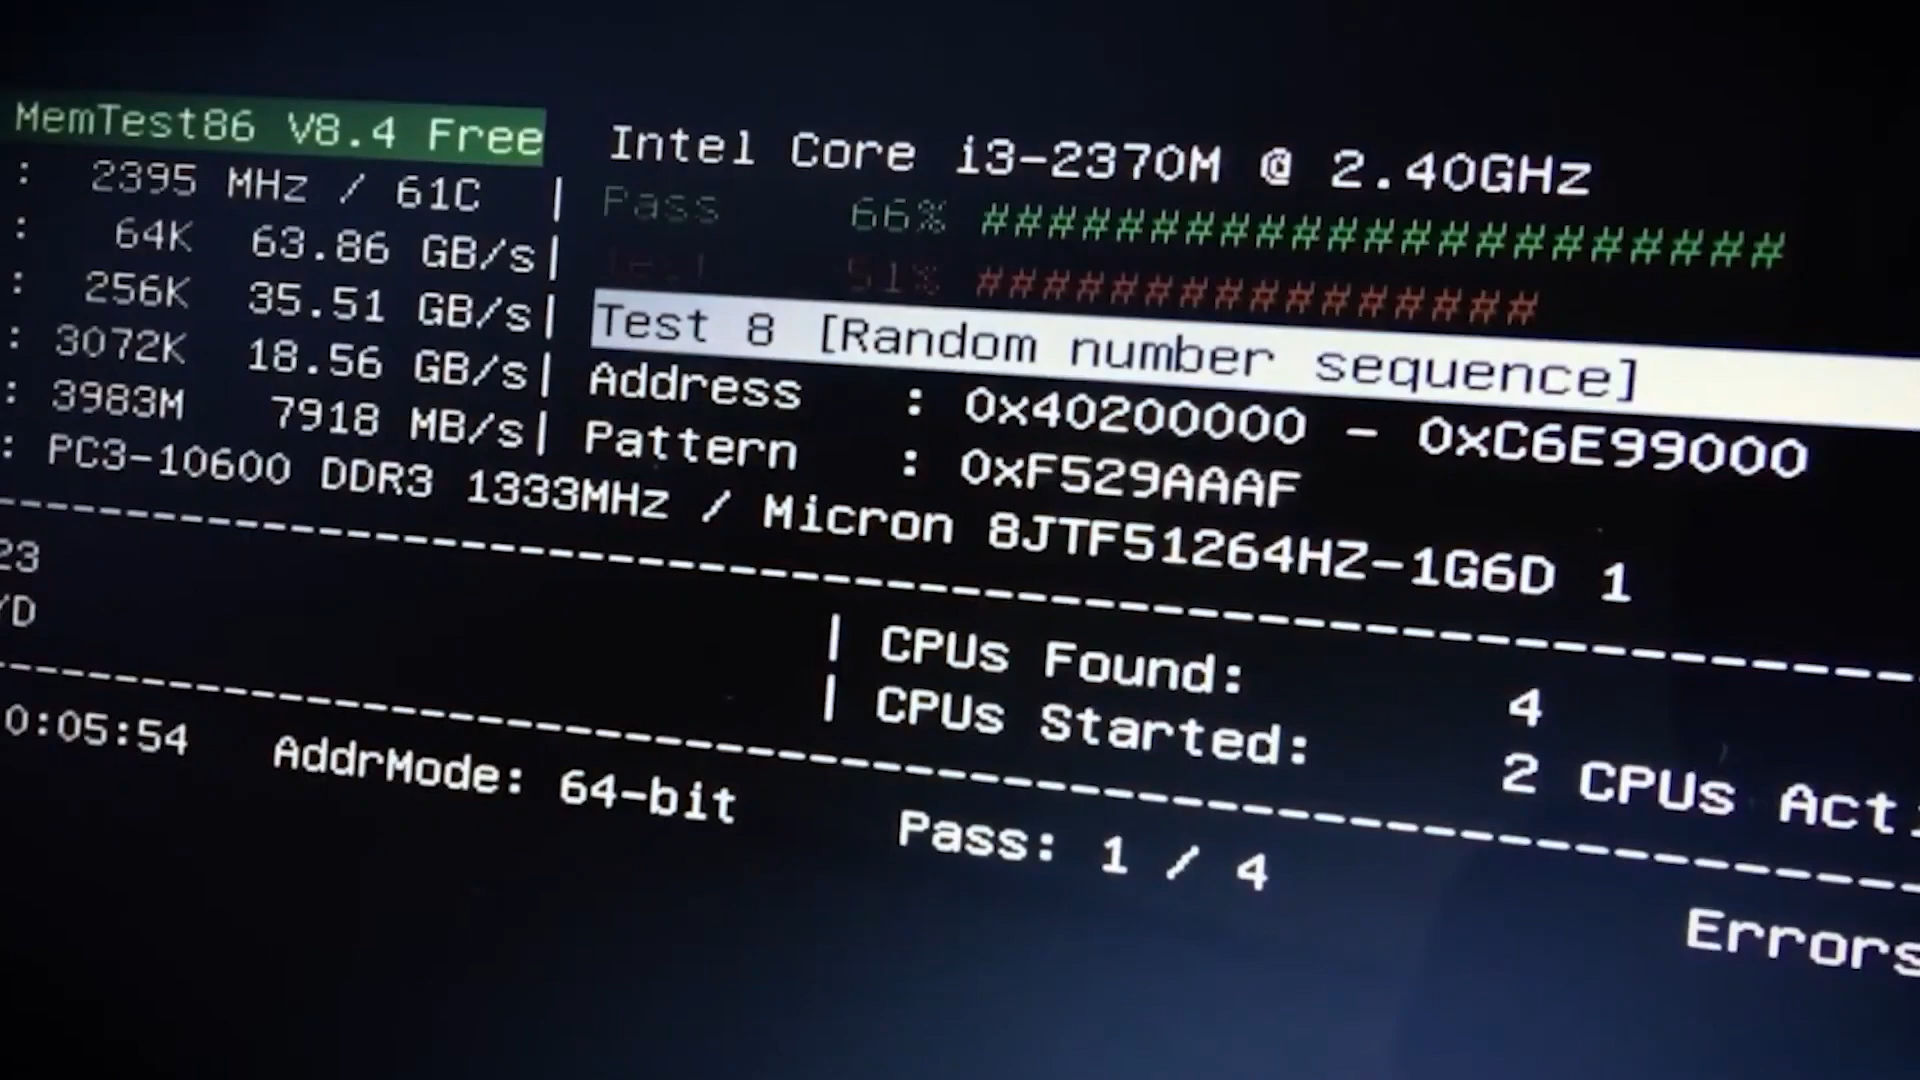 MemTest86 V8.4 Free Intel Core i3-2370M @ 2.40GHz
: 2395 MHz / 61C | Pass 66% #######################
: 64K 63.86 GB/s| Test 51% #################
: 256K 35.51 GB/s| Test 8 [Random number sequence]
: 3072K 18.56 GB/s| Address : 0x40200000 - 0xC6E99000
: 3983M 7918 MB/s| Pattern : 0xF529AAAF
: PC3-10600 DDR3 1333MHz / Micron 8JTF51264HZ-1G6D 1
23 | CPUs Found: 4
/D | CPUs Started: 2 CPUs Acti
0:05:54 AddrMode: 64-bit Pass: 1 / 4 Errors